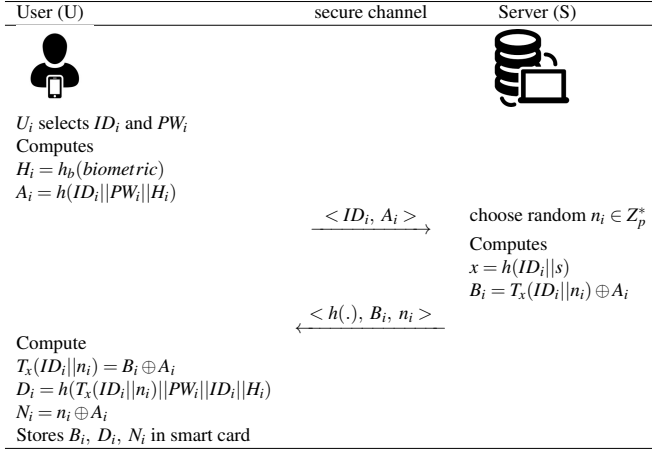 User (U) secure channel Server (S)
U_i selects ID_i and PW_i
Computes
H_i = h_b(biometric)
A_i = h(ID_i||PW_i||H_i)
< ID_i, A_i >
choose random n_i ∈ Z_p^*
Computes
x = h(ID_i||s)
B_i = T_x(ID_i||n_i) ⊕ A_i
< h(.), B_i, n_i >
Compute
T_x(ID_i||n_i) = B_i ⊕ A_i
D_i = h(T_x(ID_i||n_i)||PW_i||ID_i||H_i)
N_i = n_i ⊕ A_i
Stores B_i, D_i, N_i in smart card